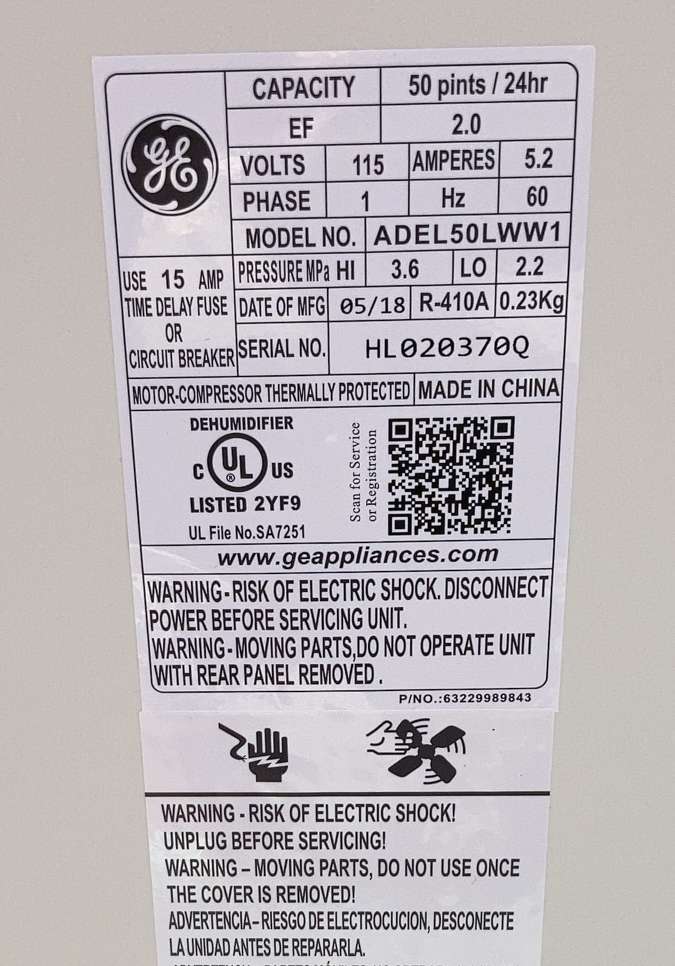 GE
CAPACITY 50 pints / 24hr
EF 2.0
VOLTS 115 AMPERES 5.2
PHASE 1 Hz 60
MODEL NO. ADEL50LWW1
USE 15 AMP
TIME DELAY FUSE
OR
CIRCUIT BREAKER
PRESSURE MPa HI 3.6 LO 2.2
DATE OF MFG 05/18 R-410A 0.23Kg
SERIAL NO. HL020370Q
MOTOR-COMPRESSOR THERMALLY PROTECTED MADE IN CHINA
DEHUMIDIFIER
C UL ® US
LISTED 2YF9
UL File No.SA7251
Scan for Service
or Registration
www.geappliances.com
WARNING-RISK OF ELECTRIC SHOCK. DISCONNECT
POWER BEFORE SERVICING UNIT.
WARNING-MOVING PARTS,DO NOT OPERATE UNIT
WITH REAR PANEL REMOVED.
P/NO.:63229989843
WARNING - RISK OF ELECTRIC SHOCK!
UNPLUG BEFORE SERVICING!
WARNING – MOVING PARTS, DO NOT USE ONCE
THE COVER IS REMOVED!
ADVERTENCIA– RIESGO DE ELECTROCUCION, DESCONECTE
LA UNIDAD ANTES DE REPARARLA.